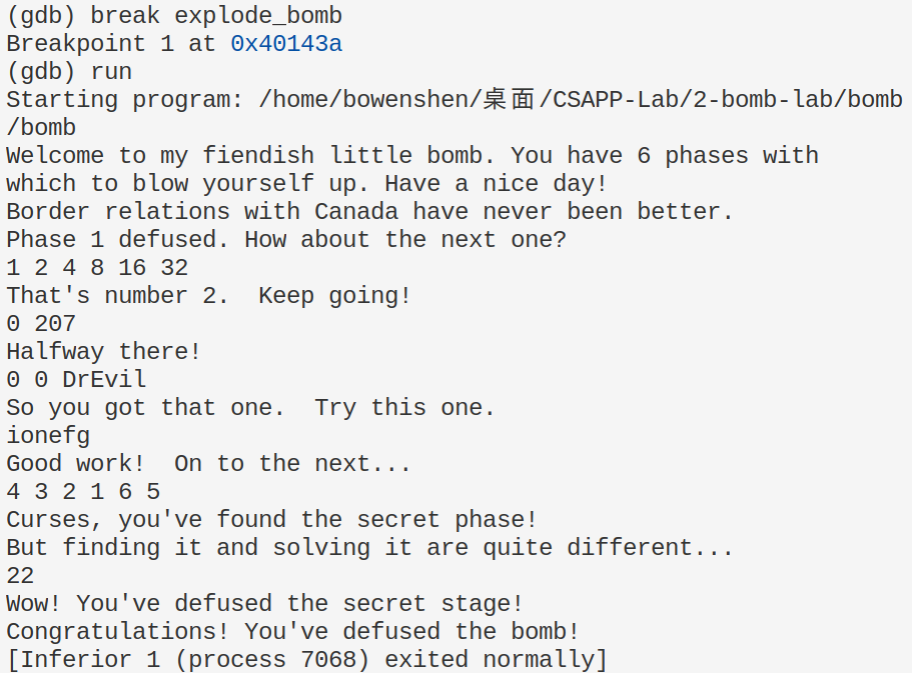 (gdb) break explode_bomb
Breakpoint 1 at 0x40143a
(gdb) run
Starting program: /home/bowenshen/桌面/CSAPP-Lab/2-bomb-lab/bomb
/bomb
Welcome to my fiendish little bomb. You have 6 phases with
which to blow yourself up. Have a nice day!
Border relations with Canada have never been better.
Phase 1 defused. How about the next one?
1 2 4 8 16 32
That's number 2.  Keep going!
0 207
Halfway there!
0 0 DrEvil
So you got that one.  Try this one.
ionefg
Good work!  On to the next...
4 3 2 1 6 5
Curses, you've found the secret phase!
But finding it and solving it are quite different...
22
Wow! You've defused the secret stage!
Congratulations! You've defused the bomb!
[Inferior 1 (process 7068) exited normally]